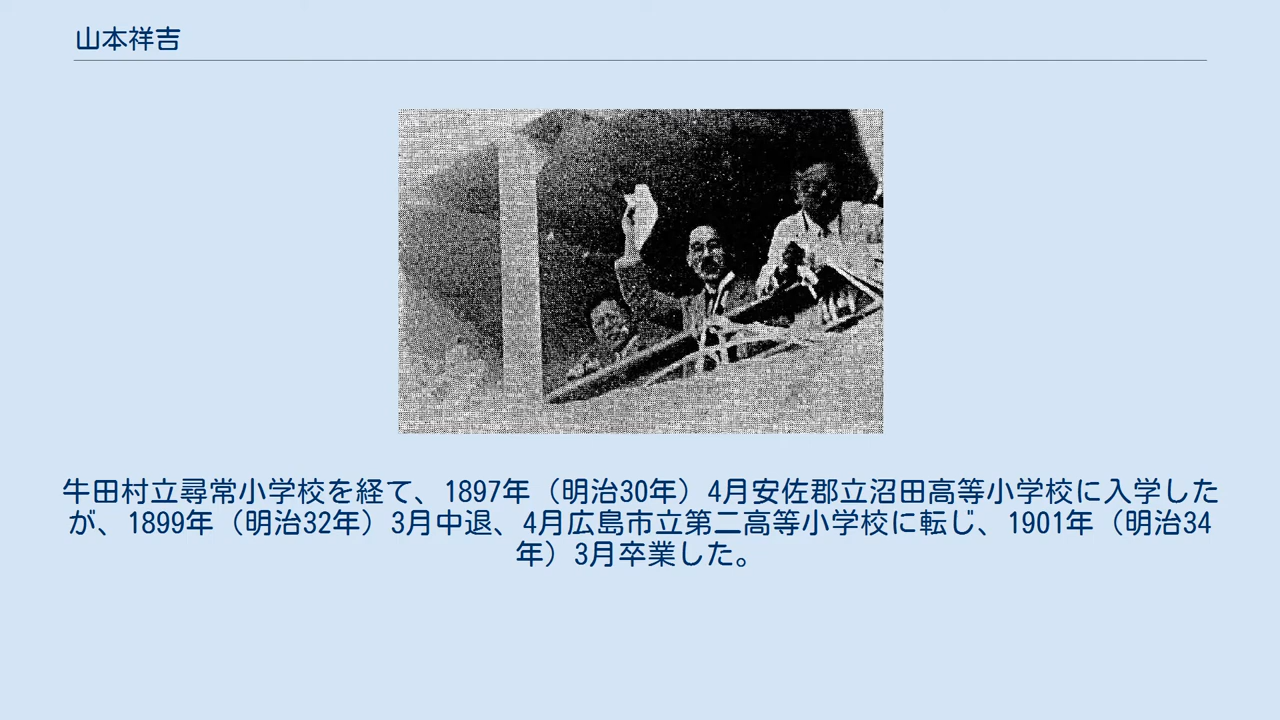 山本祥吉
牛田村立尋常小学校を経て、1897年（明治30年）4月安佐郡立沼田高等小学校に入学した
が、1899年（明治32年）3月中退、4月広島市立第二高等小学校に転じ、1901年（明治34
年）3月卒業した。